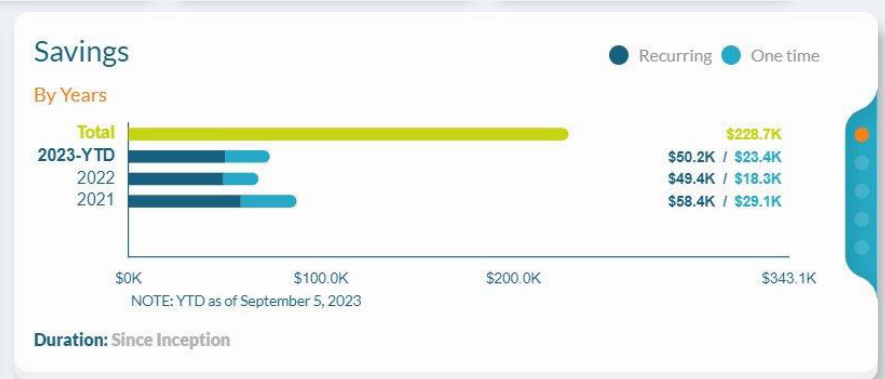 Savings
Recurring One time
By Years
Total $228.7K
2023-YTD $50.2K / $23.4K
2022 $49.4K / $18.3K
2021 $58.4K / $29.1K
$0K $100.0K $200.0K $343.1K
NOTE: YTD as of September 5, 2023
Duration: Since Inception